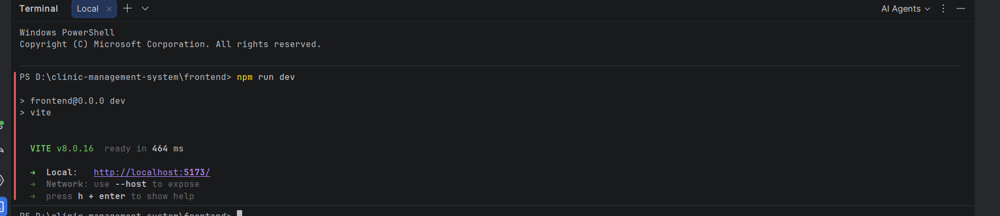 Terminal Local × + AI Agents
Windows PowerShell
Copyright (C) Microsoft Corporation. All rights reserved.
PS D:\clinic-management-system\frontend> npm run dev
> frontend@0.0.0 dev
> vite
VITE v8.0.16 ready in 464 ms
➜ Local: http://localhost:5173/
➜ Network: use --host to expose
➜ press h + enter to show help
PS D:\clinic-management-system\frontend>